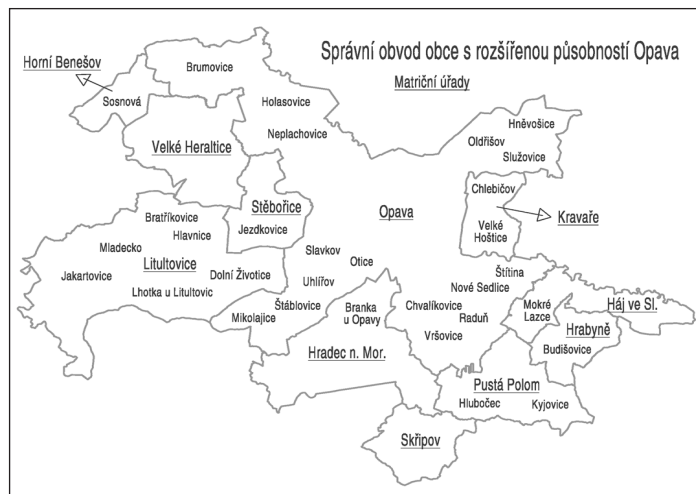 Správní obvod obce s rozšířenou působností Opava
Matriční úřady
Horní Benešov
Brumovice
Sosnová
Holasovice
Neplachovice
Velké Heraltice
Hněvošice
Oldřišov
Služovice
Chlebičov
Stěbořice
Opava
Kravaře
Bratříkovice
Jezdkovice
Velké
Hoštice
Hlavnice
Mladecko
Slavkov
Otice
Litultovice
Jakartovice
Dolní Životice
Štítina
Uhlířov
Nové Sedlice
Lhotka u Litultovic
Štáblovice
Mikolajice
Branka
u Opavy
Chvalíkovice
Raduň
Mokré
Lazce
Háj ve Sl.
Vršovice
Hrabyně
Hradec n. Mor.
Budišovice
Pustá Polom
Hlubočec
Kyjovice
Skřipov